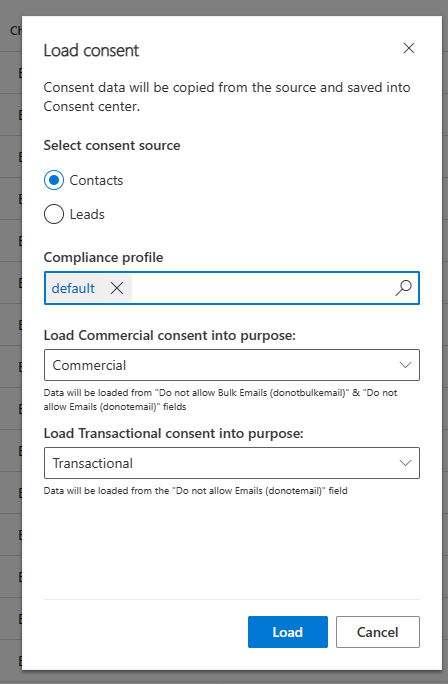 Ch
Load consent
Consent data will be copied from the source and saved into
Consent center.
Select consent source
Contacts
Leads
Compliance profile
default
Load Commercial consent into purpose:
Commercial
Data will be loaded from "Do not allow Bulk Emails (donotbulkemail)" & "Do not
allow Emails (donotemail)" fields
Load Transactional consent into purpose:
Transactional
Data will be loaded from the "Do not allow Emails (donotemail)" field
Load
Cancel